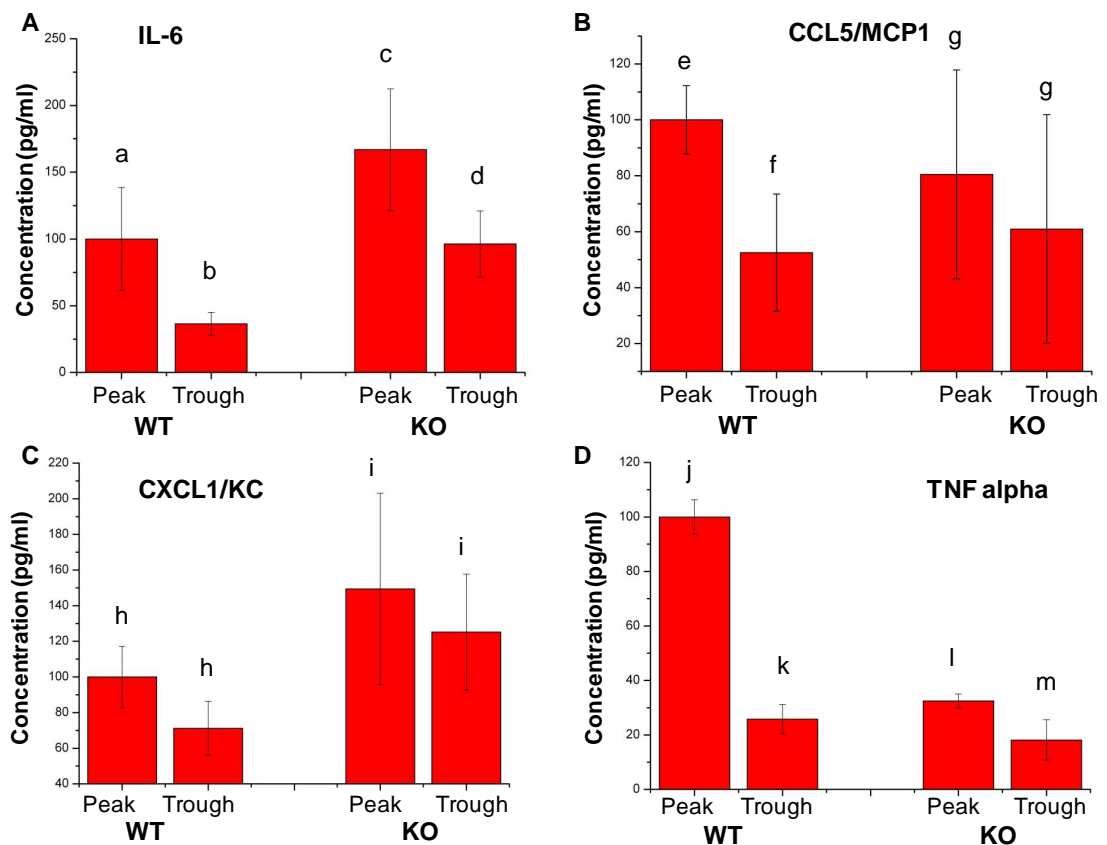 A
IL-6
Concentration (pg/ml)
250
200
150
100
50
0
a
b
c
d
Peak Trough Peak Trough
WT KO
B
CCL5/MCP1
Concentration (pg/ml)
120
100
80
60
40
20
e
f
g
g
Peak Trough Peak Trough
WT KO
C
CXCL1/KC
Concentration (pg/ml)
220
200
180
160
140
120
100
80
60
40
h
h
i
i
Peak Trough Peak Trough
WT KO
D
TNF alpha
Concentration (pg/ml)
120
100
80
60
40
20
0
j
k
l
m
Peak Trough Peak Trough
WT KO